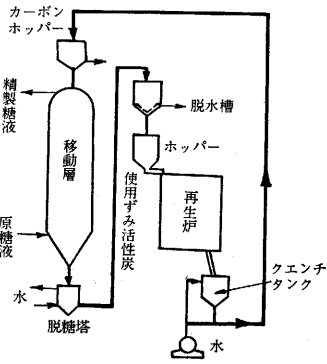 カーボン
ホッパー
精製糖液
移動層
脱水槽
ホッパー
使用ずみ活性炭
再生炉
原糖液
クエンチ
タンク
水
脱糖塔
水